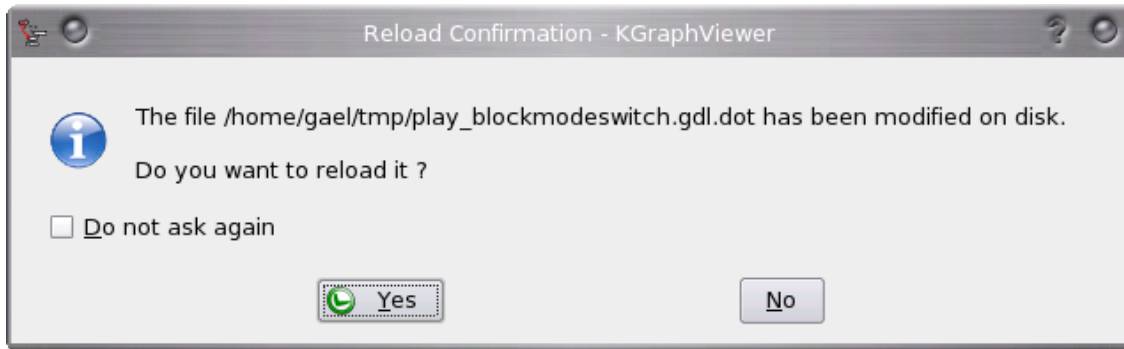 Reload Confirmation - KGraphViewer
The file /home/gael/tmp/play_blockmodeswitch.gdl.dot has been modified on disk.
Do you want to reload it ?
Do not ask again
Yes
No